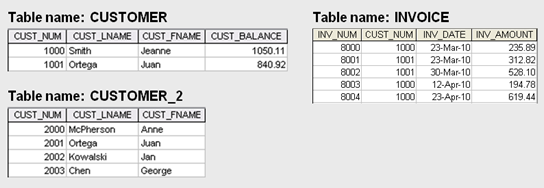 Table name: CUSTOMER
CUST_NUM CUST_LNAME CUST_FNAME CUST_BALANCE
1000 Smith Jeanne 1050.11
1001 Ortega Juan 840.92
Table name: CUSTOMER_2
CUST_NUM CUST_LNAME CUST_FNAME
2000 McPherson Anne
2001 Ortega Juan
2002 Kowalski Jan
2003 Chen George
Table name: INVOICE
INV_NUM CUST_NUM INV_DATE INV_AMOUNT
8000 1000 23-Mar-10 235.89
8001 1001 23-Mar-10 312.82
8002 1001 30-Mar-10 528.10
8003 1000 12-Apr-10 194.78
8004 1000 23-Apr-10 619.44